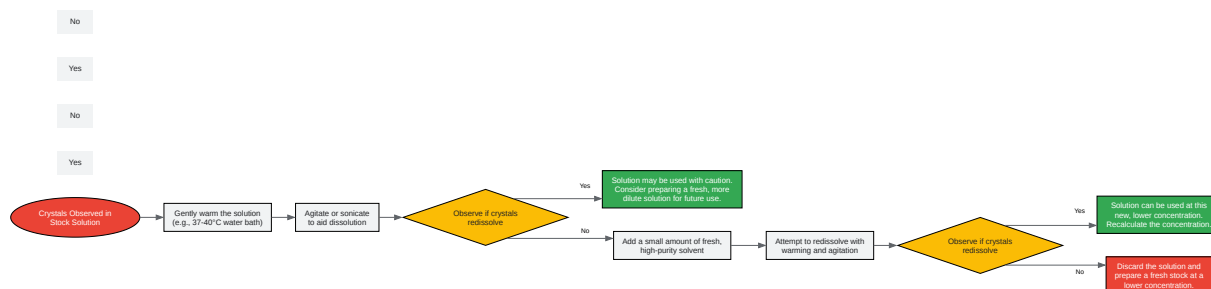 No
Yes
No
Yes
Crystals Observed in
Stock Solution
Gently warm the solution
(e.g., 37-40°C water bath)
Agitate or sonicate
to aid dissolution
Observe if crystals
redissolve
Yes
Solution may be used with caution.
Consider preparing a fresh, more
dilute solution for future use.
No
Add a small amount of fresh,
high-purity solvent
Attempt to redissolve with
warming and agitation
Observe if crystals
redissolve
Yes
Solution can be used at this
new, lower concentration.
Recalculate the concentration.
No
Discard the solution and
prepare a fresh stock at a
lower concentration.